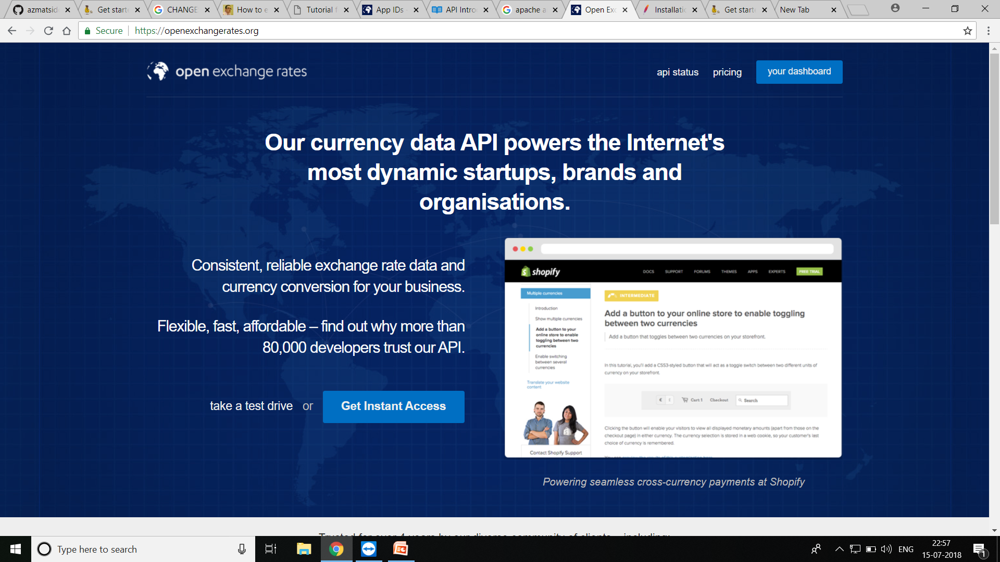 azmatside
Get starte
CHANGE
How to e
Tutorial f
App IDs
API Intro
apache a
Open Exc
Installatio
Get starte
New Tab
Secure
https://openexchangerates.org
open exchange rates
api status
pricing
your dashboard
Our currency data API powers the Internet's
most dynamic startups, brands and
organisations.
Consistent, reliable exchange rate data and
currency conversion for your business.
Flexible, fast, affordable – find out why more than
80,000 developers trust our API.
take a test drive or
Get Instant Access
shopify
DOCS SUPPORT FORUMS THEMES APPS EXPERTS FREE TRIAL
Multiple currencies
Introduction
Show multiple currencies
Add a button to your
online store to enable
toggling between two
currencies
Enable switching
between several
currencies
Translate your website
content
Contact Shopify Support
INTERMEDIATE
Add a button to your online store to enable toggling
between two currencies
Add a button that toggles between two currencies on your storefront.
In this tutorial, you'll add a CSS3-styled button that will act as a toggle switch between two different units of
currency on your storefront.
€ £ Cart: 1 Checkout Search
Clicking the button will enable your visitors to view all displayed monetary amounts (apart from those on the
checkout page) in either currency. The currency selection is stored in a web cookie, so your customer's last
choice of currency is remembered.
Powering seamless cross-currency payments at Shopify
Trusted for over 4 years by our diverse community of clients – including:
Type here to search
ENG
22:57
15-07-2018
1